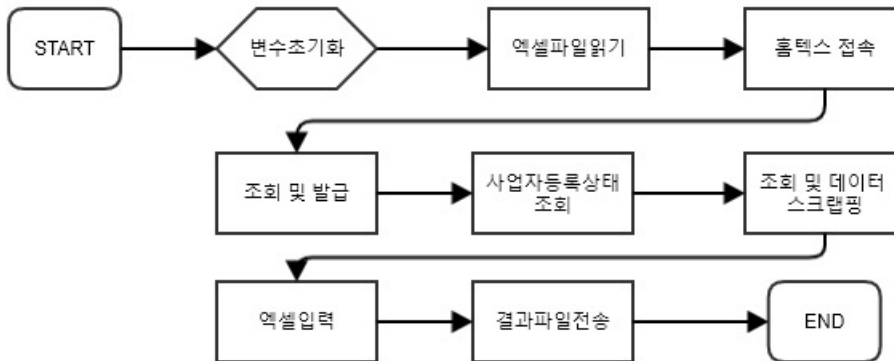 START
변수초기화
엑셀파일읽기
홈텍스 접속
조회 및 발급
사업자등록상태
조회
조회 및 데이터
스크랩핑
엑셀입력
결과파일전송
END